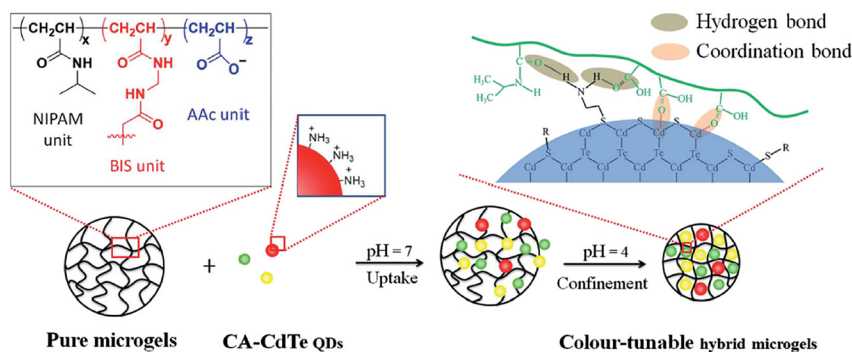 (CH₂CH)x (CH₂CH)y (CH₂CH)z
O NH
O NH
O O⁻
NH
O
NIPAM
unit
BIS unit
AAc unit
+
NH₃
+
NH₃
+
NH₃
Hydrogen bond
Coordination bond
C O H H O C OH
H₃C
H₃C
N H
N
O C OH
O C OH
R S Cd S Cd S Cd S Cd
Te Te Te Te S R
Cd S Cd Cd Cd Cd S Cd
+
pH = 7
Uptake
pH = 4
Confinement
Pure microgels
CA-CdTe QDs
Colour-tunable hybrid microgels